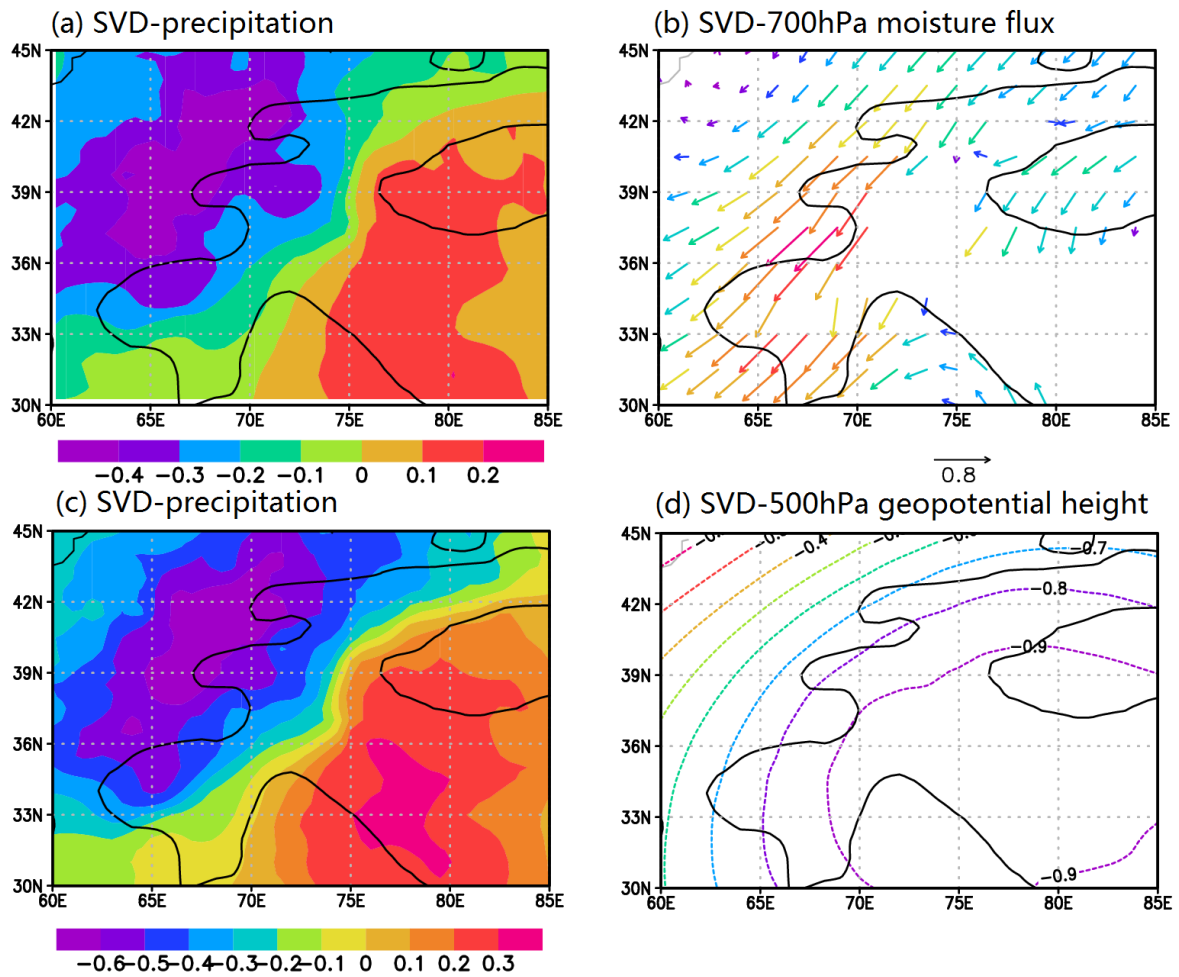 (a) SVD-precipitation
(b) SVD-700hPa moisture flux
45N
42N
39N
36N
33N
30N
60E 65E 70E 75E 80E 85E
−0.4 −0.3 −0.2 −0.1 0 0.1 0.2
45N
42N
39N
36N
33N
30N
60E 65E 70E 75E 80E 85E
0.8
(c) SVD-precipitation
(d) SVD-500hPa geopotential height
45N
42N
39N
36N
33N
30N
60E 65E 70E 75E 80E 85E
−0.6 −0.5 −0.4 −0.3 −0.2 −0.1 0 0.1 0.2 0.3
45N
42N
39N
36N
33N
30N
−0.4
−0.7
−0.8
−0.9
−0.9
60E 65E 70E 75E 80E 85E